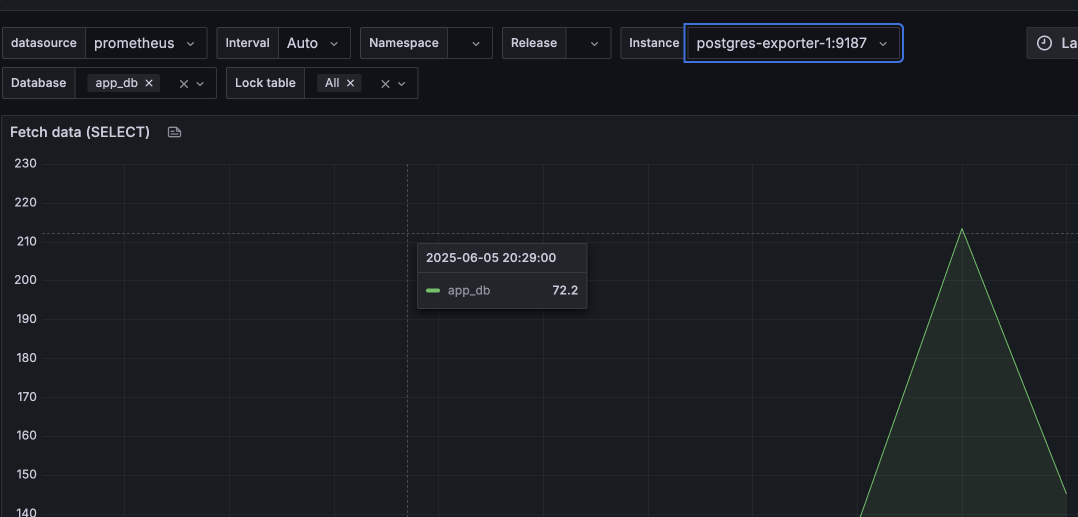 datasource prometheus Interval Auto Namespace Release Instance postgres-exporter-1:9187 La
Database app_db Lock table All
Fetch data (SELECT)
230
220
210
200
190
180
170
160
150
140
2025-06-05 20:29:00
app_db 72.2